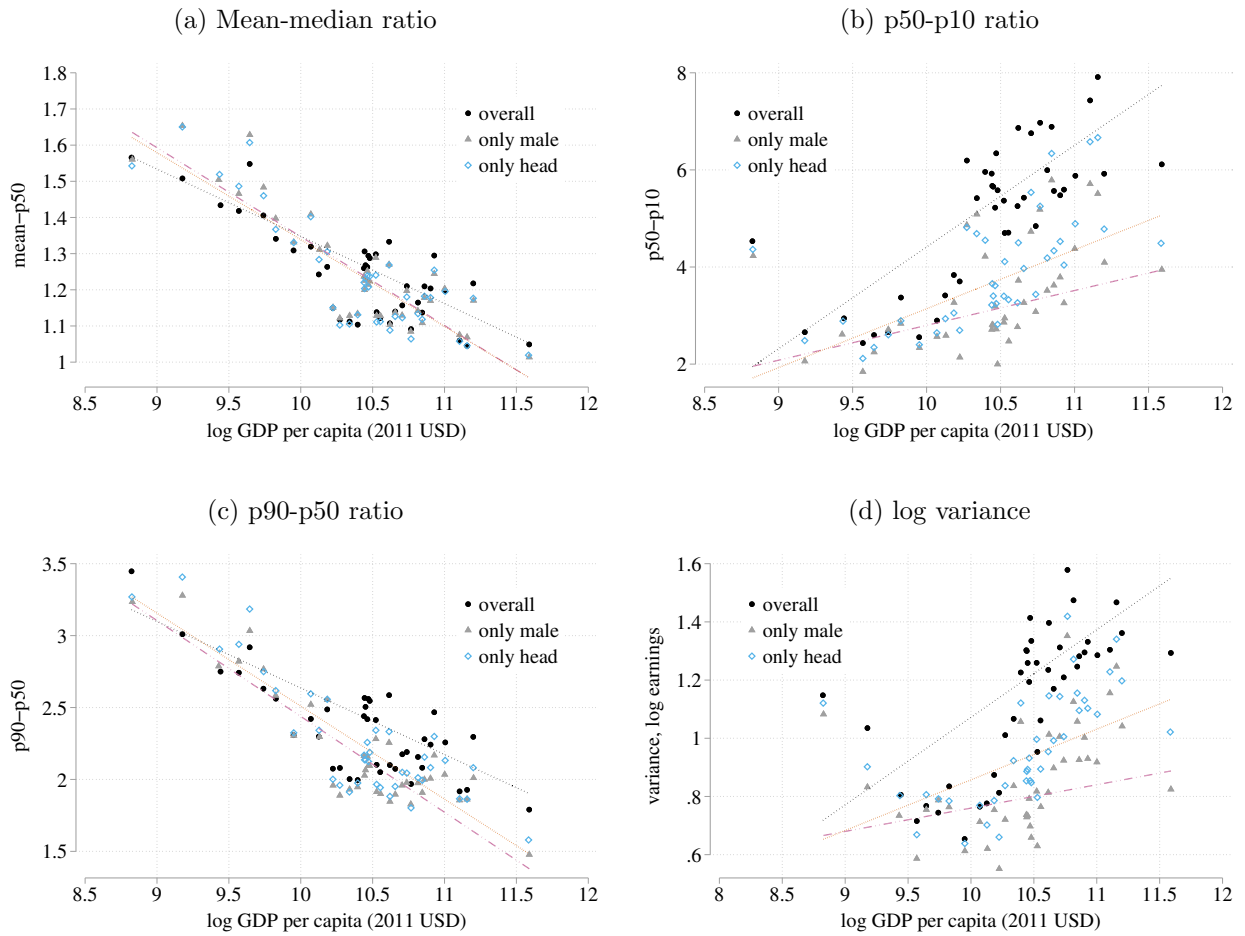 (a) Mean-median ratio
mean–p50
1.8
1.7
1.6
1.5
1.4
1.3
1.2
1.1
1
overall
only male
only head
8.5 9 9.5 10 10.5 11 11.5 12
log GDP per capita (2011 USD)
(b) p50-p10 ratio
p50–p10
8
6
4
2
overall
only male
only head
8.5 9 9.5 10 10.5 11 11.5 12
log GDP per capita (2011 USD)
(c) p90-p50 ratio
p90–p50
3.5
3
2.5
2
1.5
overall
only male
only head
8.5 9 9.5 10 10.5 11 11.5 12
log GDP per capita (2011 USD)
(d) log variance
variance, log earnings
1.6
1.4
1.2
1
.8
.6
overall
only male
only head
8 8.5 9 9.5 10 10.5 11 11.5 12
log GDP per capita (2011 USD)